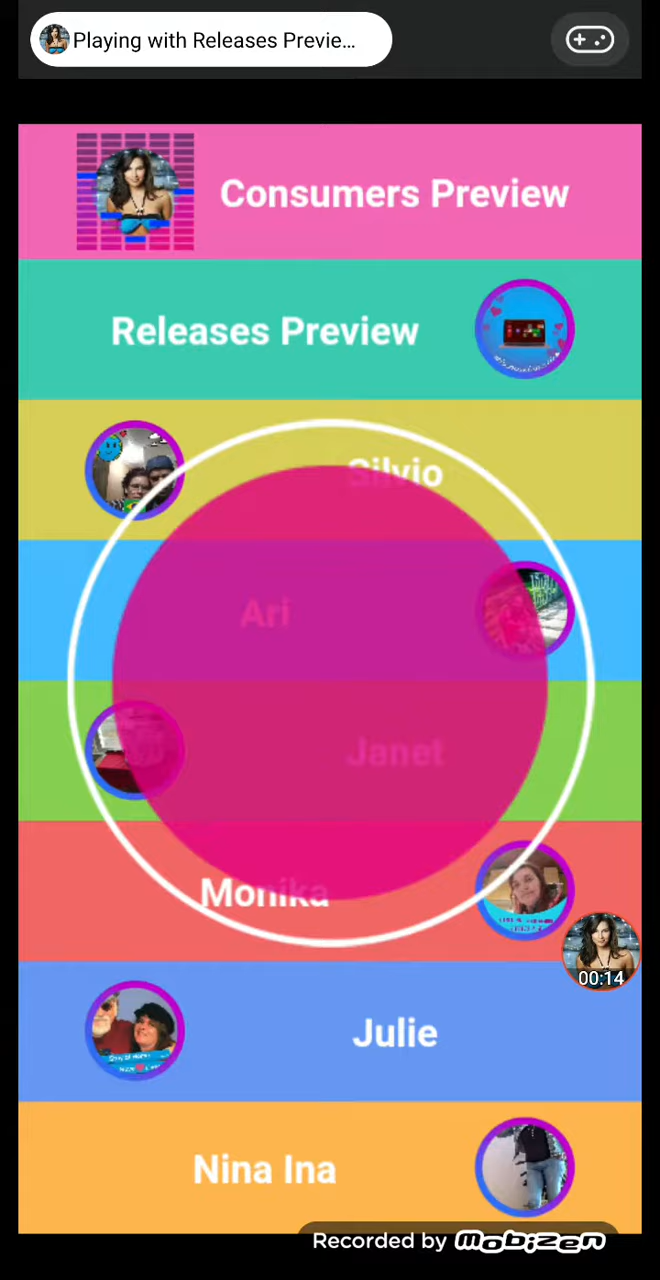 Playing with Releases Previe...
Consumers Preview
Releases Preview
Silvio
Ari
Janet
Monika
00:14
Julie
Nina Ina
Recorded by mobizen